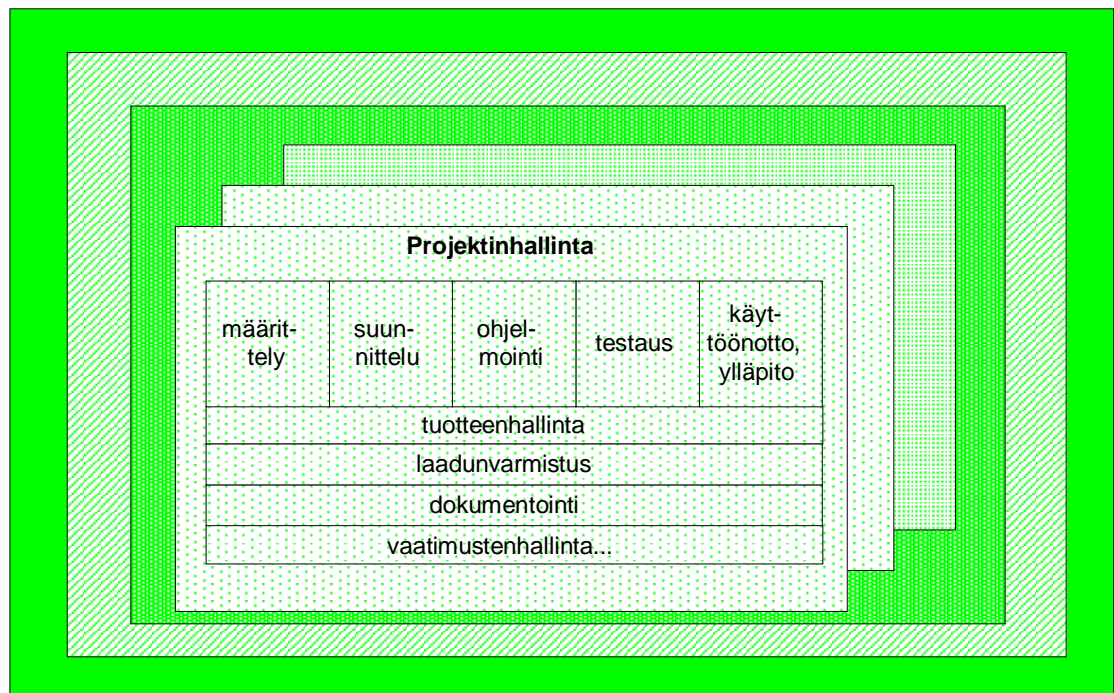 Projektinhallinta
määrit-
tely
suun-
nittelu
ohjel-
mointi
testaus
käyt-
töönotto,
ylläpito
tuotteenhallinta
laadunvarmistus
dokumentointi
vaatimustenhallinta...